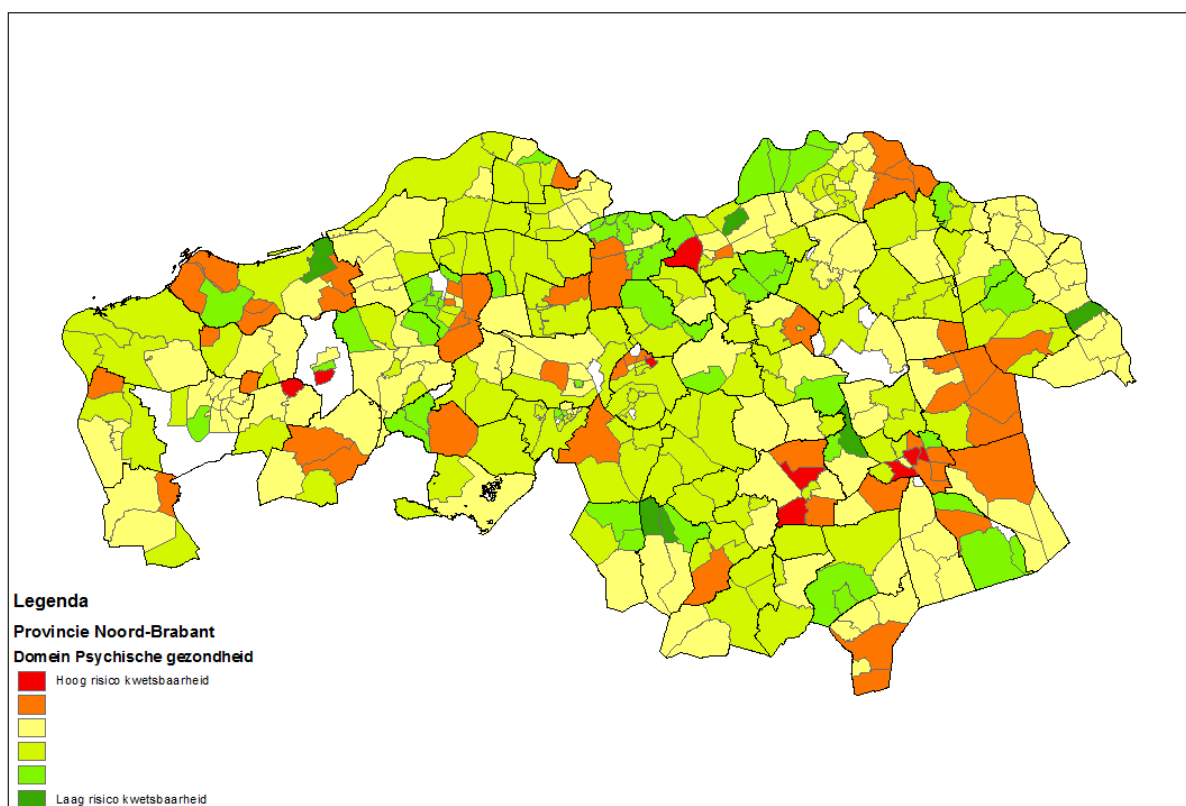 Legenda
Provincie Noord-Brabant
Domein Psychische gezondheid
Hoog risico kwetsbaarheid
Laag risico kwetsbaarheid